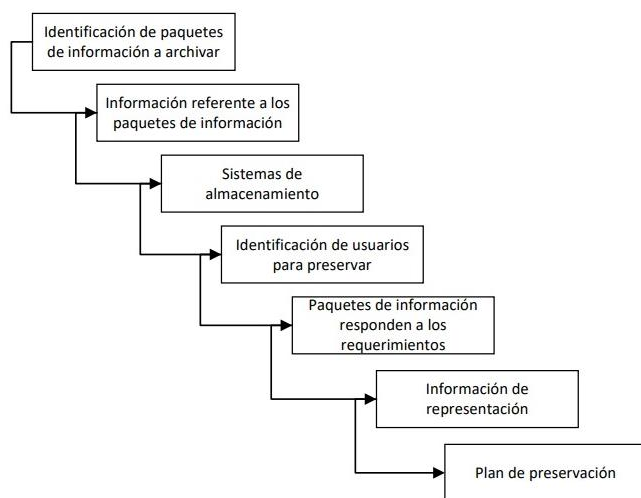 Identificación de paquetes
de información a archivar
Información referente a los
paquetes de información
Sistemas de
almacenamiento
Identificación de usuarios
para preservar
Paquetes de información
responden a los
requerimientos
Información de
representación
Plan de preservación